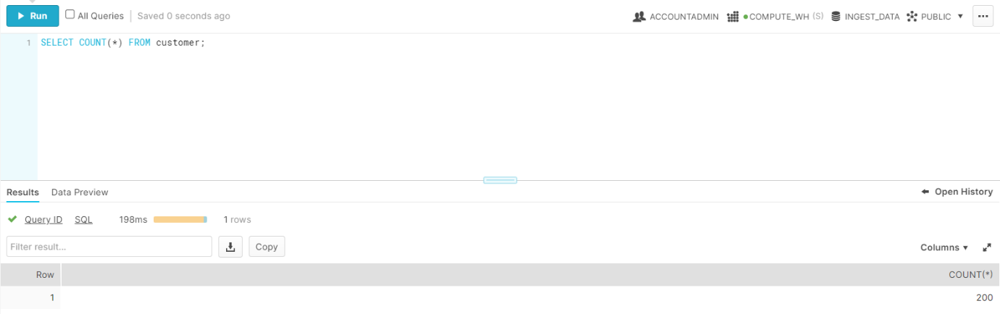 Run All Queries Saved 0 seconds ago ACCOUNTADMIN COMPUTE_WH (S) INGEST_DATA PUBLIC
1 SELECT COUNT(*) FROM customer;
Results Data Preview Open History
Query ID SQL 198ms 1 rows
Filter result... Copy Columns
Row COUNT(*)
1 200